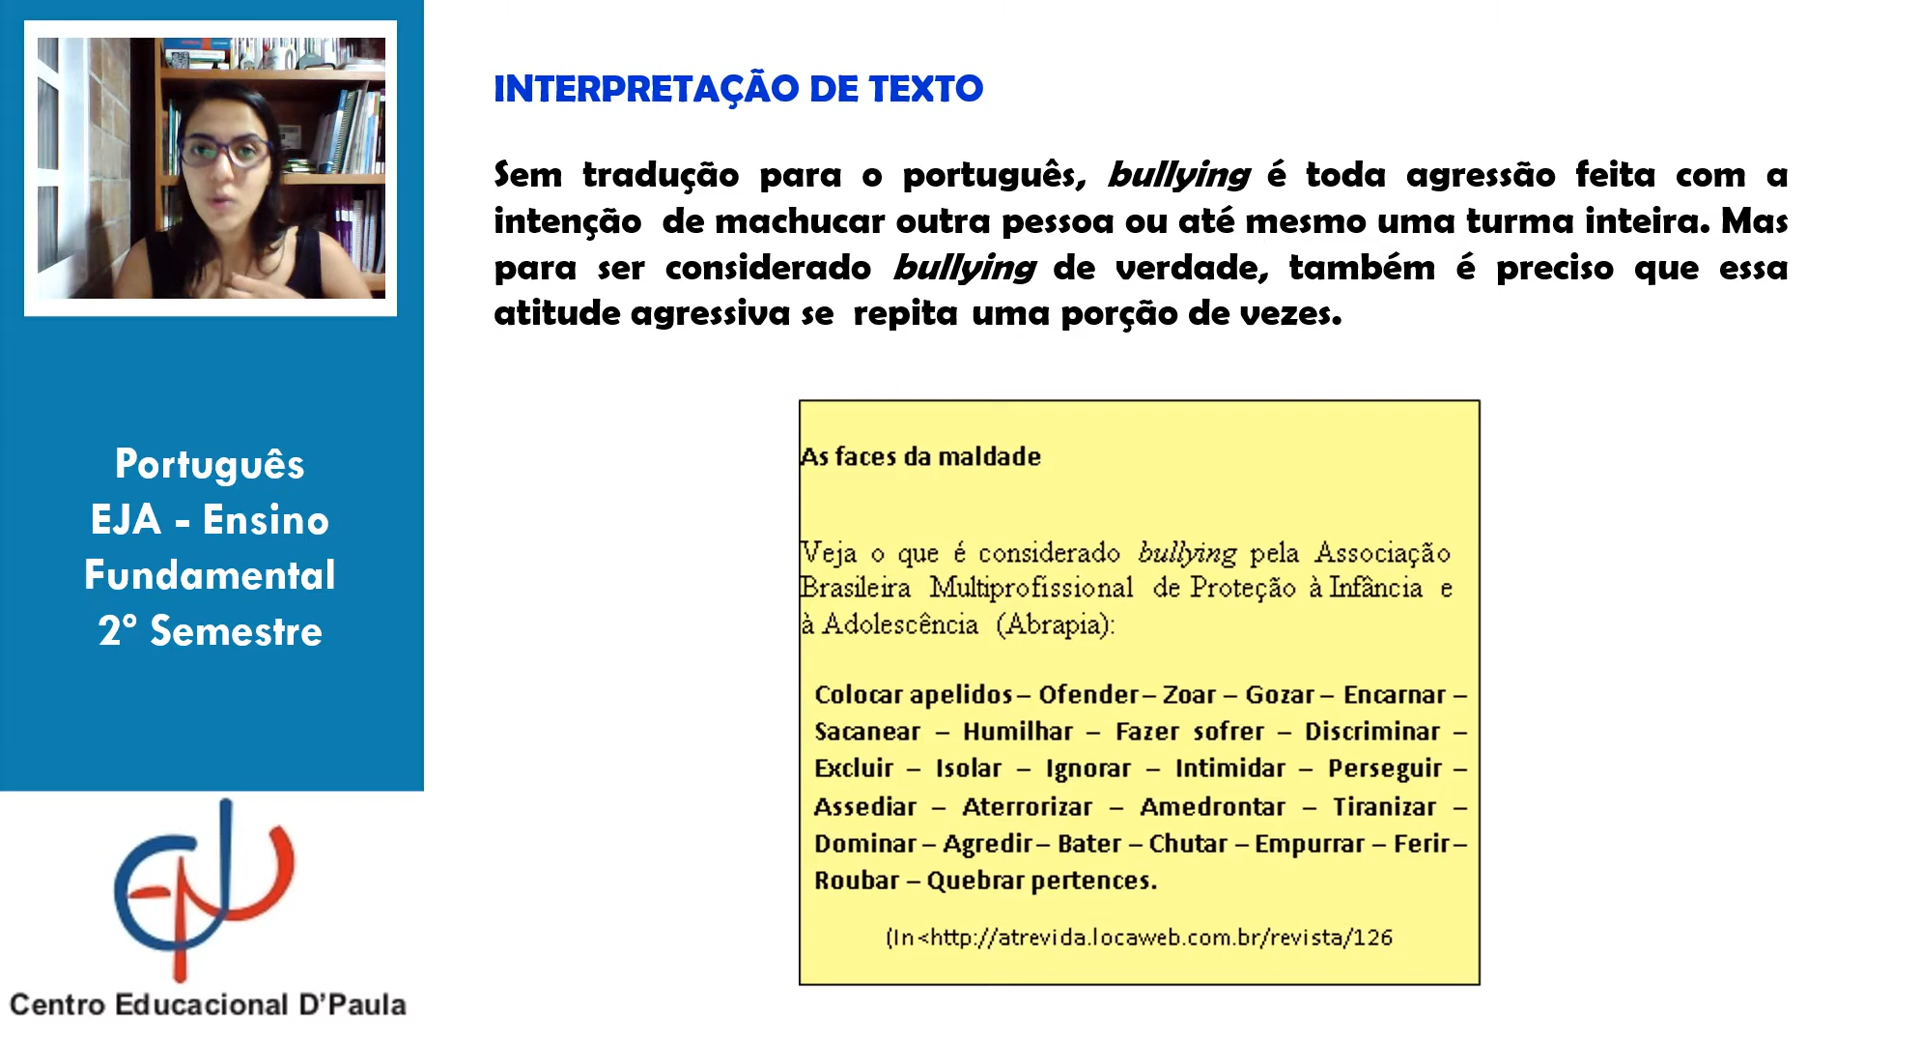 INTERPRETAÇÃO DE TEXTO
Sem tradução para o português, bullying é toda agressão feita com a
intenção de machucar outra pessoa ou até mesmo uma turma inteira. Mas
para ser considerado bullying de verdade, também é preciso que essa
atitude agressiva se repita uma porção de vezes.
As faces da maldade
Veja o que é considerado bullying pela Associação
Brasileira Multiprofissional de Proteção à Infância e
à Adolescência (Abrapia):
Colocar apelidos – Ofender – Zoar – Gozar – Encarnar –
Sacanear – Humilhar – Fazer sofrer – Discriminar –
Excluir – Isolar – Ignorar – Intimidar – Perseguir –
Assediar – Aterrorizar – Amedrontar – Tiranizar –
Dominar – Agredir – Bater – Chutar – Empurrar – Ferir –
Roubar – Quebrar pertences.
(In <http://atrevida.locaweb.com.br/revista/126
Português
EJA - Ensino
Fundamental
2° Semestre
Centro Educacional D'Paula